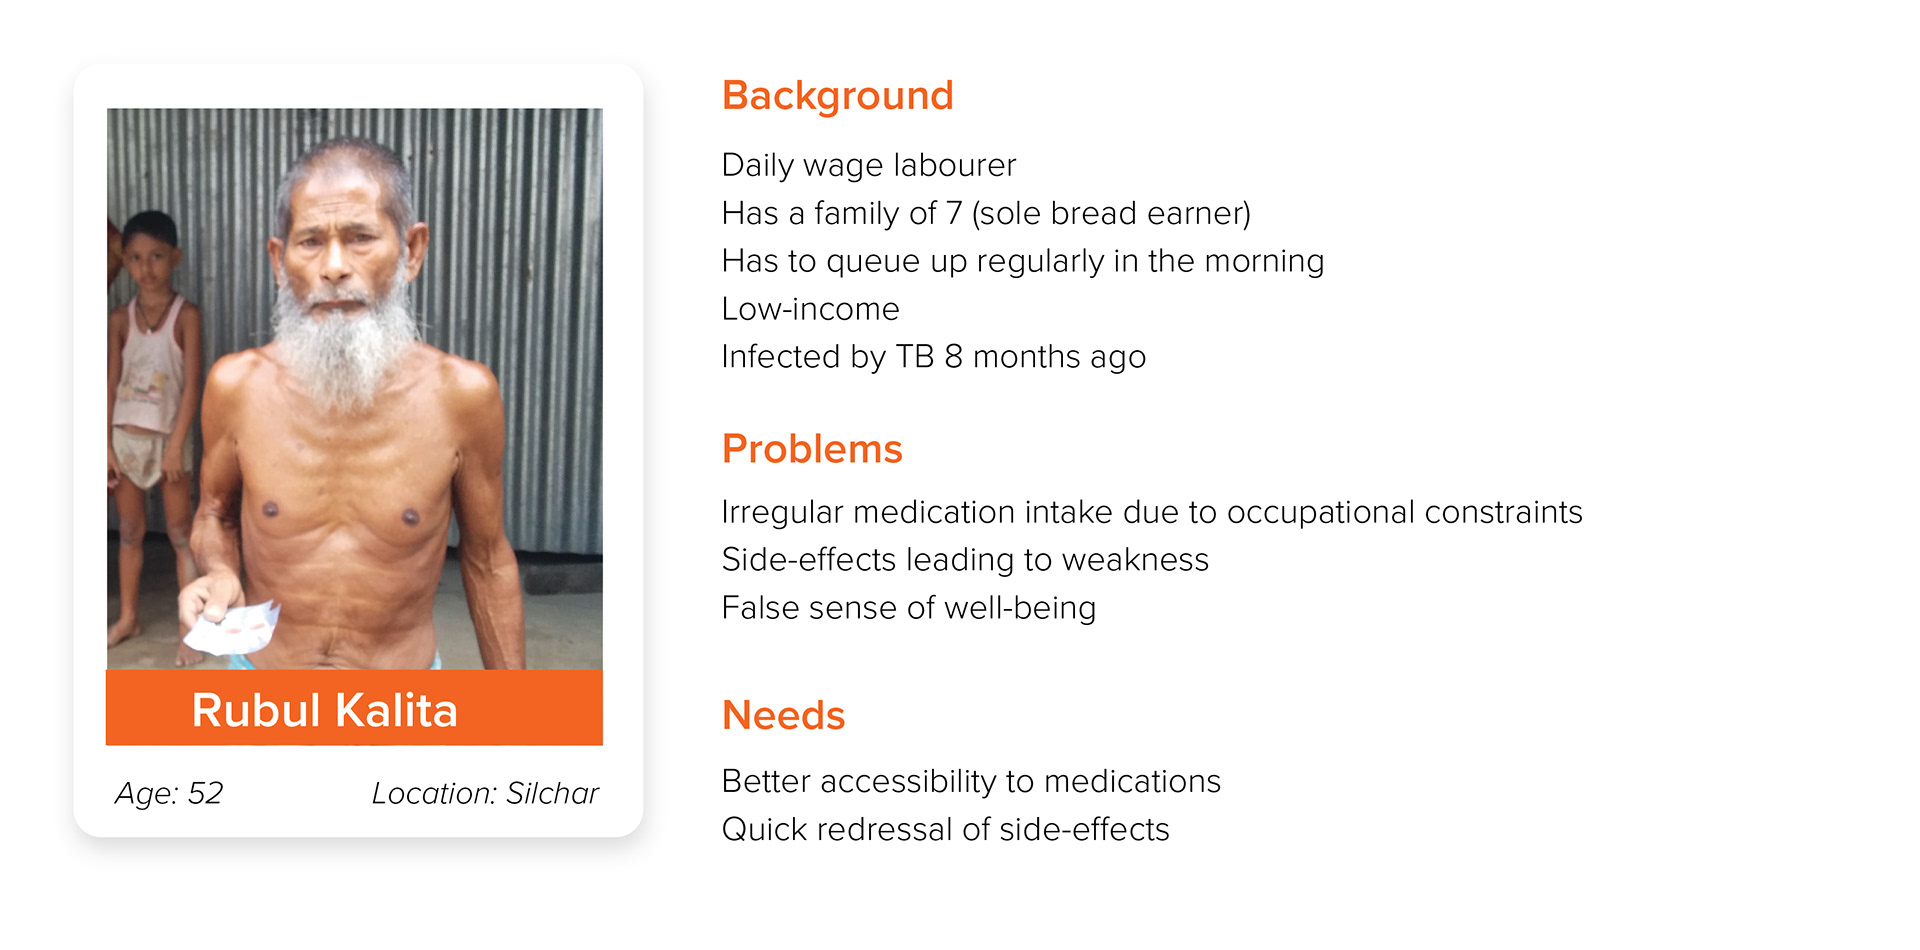 Rubul Kalita
Age: 52
Location: Silchar
Background
Daily wage labourer
Has a family of 7 (sole bread earner)
Has to queue up regularly in the morning
Low-income
Infected by TB 8 months ago
Problems
Irregular medication intake due to occupational constraints
Side-effects leading to weakness
False sense of well-being
Needs
Better accessibility to medications
Quick redressal of side-effects